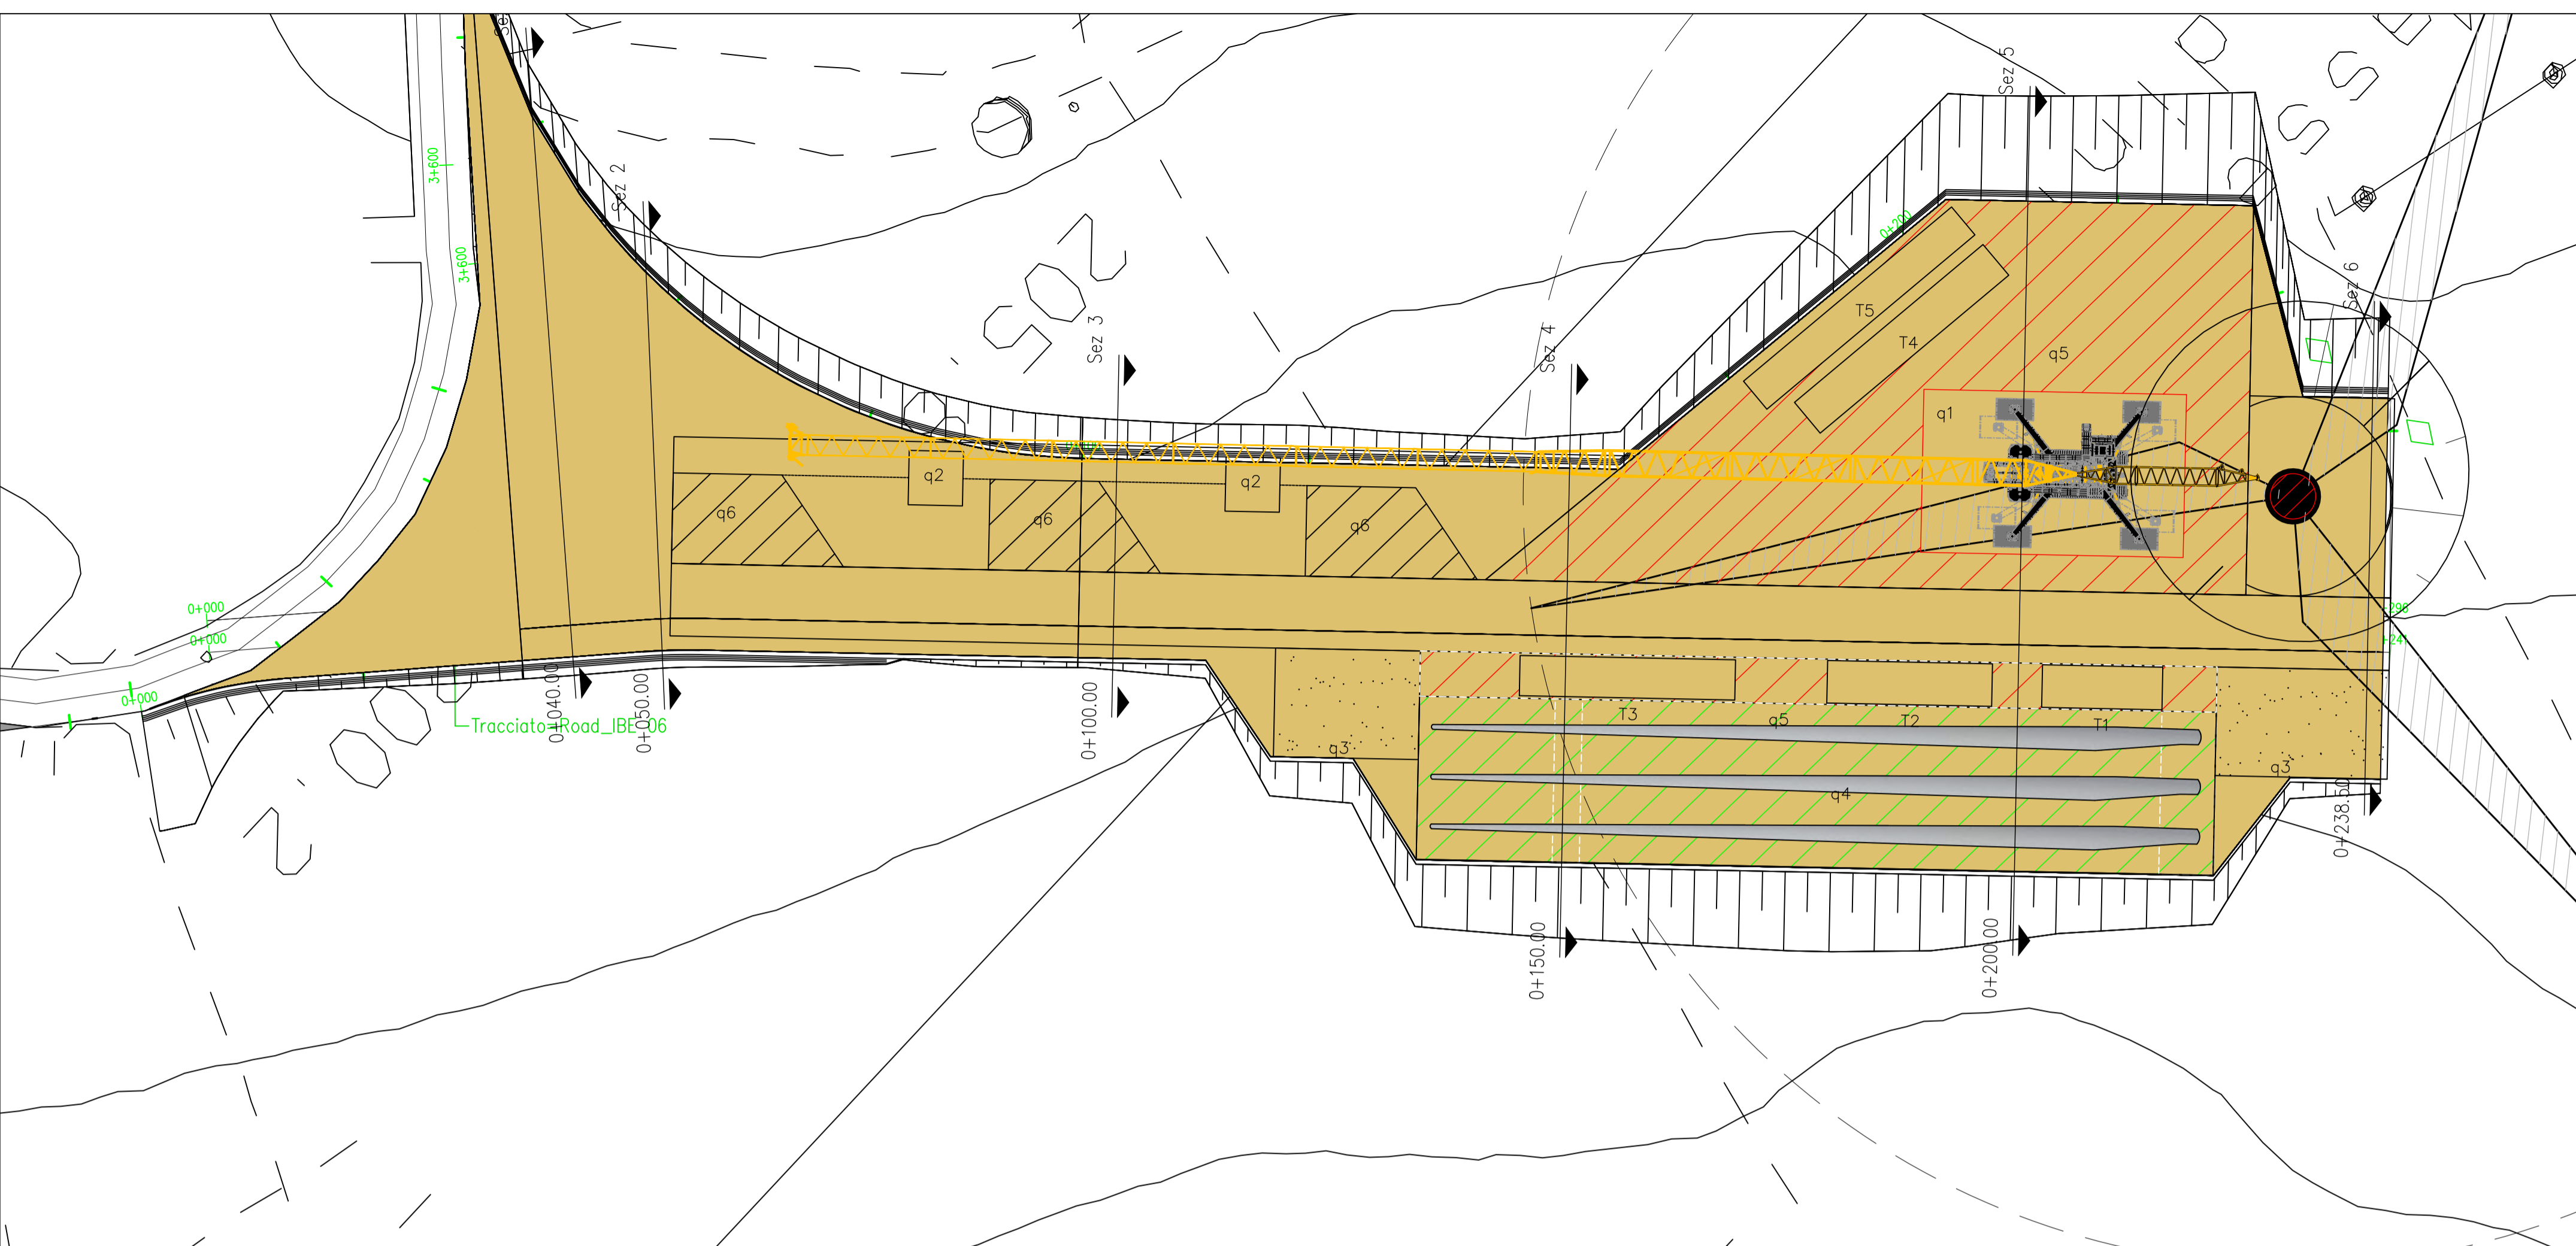 Sez 5
3+600
Sez 2
0+200
3+600
Sez 6
T5
Sez 3
Sez 4
T4
q5
q1
q2
q2
q6
q6
q6
0+000
0+000
0+000
0+040.00
0+050.00
0+100.00
Tracciato=Road_IBE_06
T3
q5
T2
T1
q3
q3
q4
0+238.50
0+150.00
0+200.00